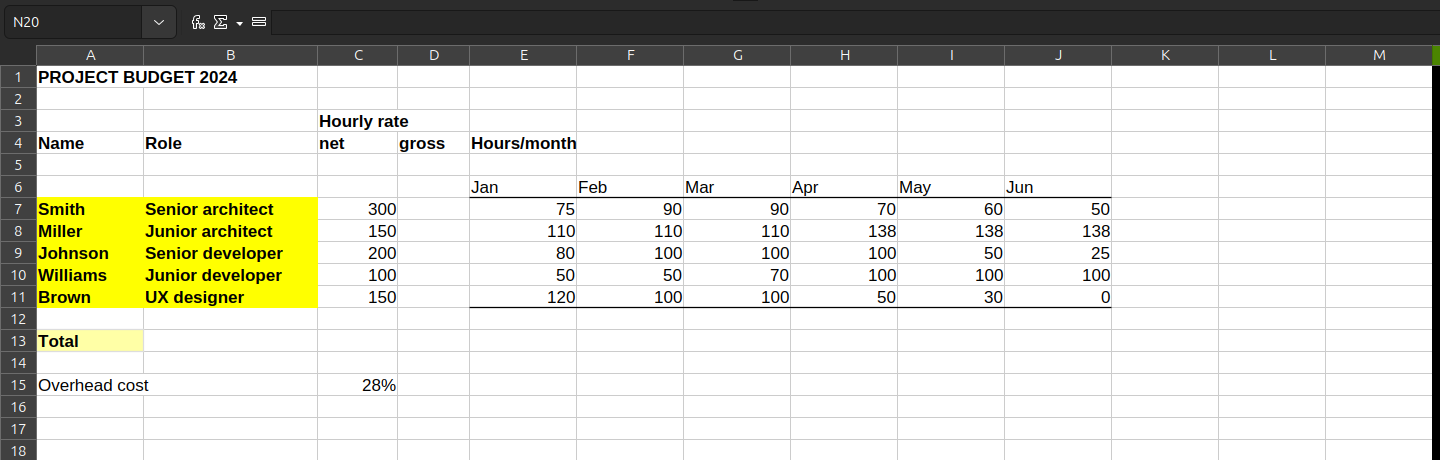 N20
A B C D E F G H I J K L M
1 PROJECT BUDGET 2024
2
3 Hourly rate
4 Name Role net gross Hours/month
5
6 Jan Feb Mar Apr May Jun
7 Smith Senior architect 300 75 90 90 70 60 50
8 Miller Junior architect 150 110 110 110 138 138 138
9 Johnson Senior developer 200 80 100 100 100 50 25
10 Williams Junior developer 100 50 50 70 100 100 100
11 Brown UX designer 150 120 100 100 50 30 0
12
13 Total
14
15 Overhead cost 28%
16
17
18